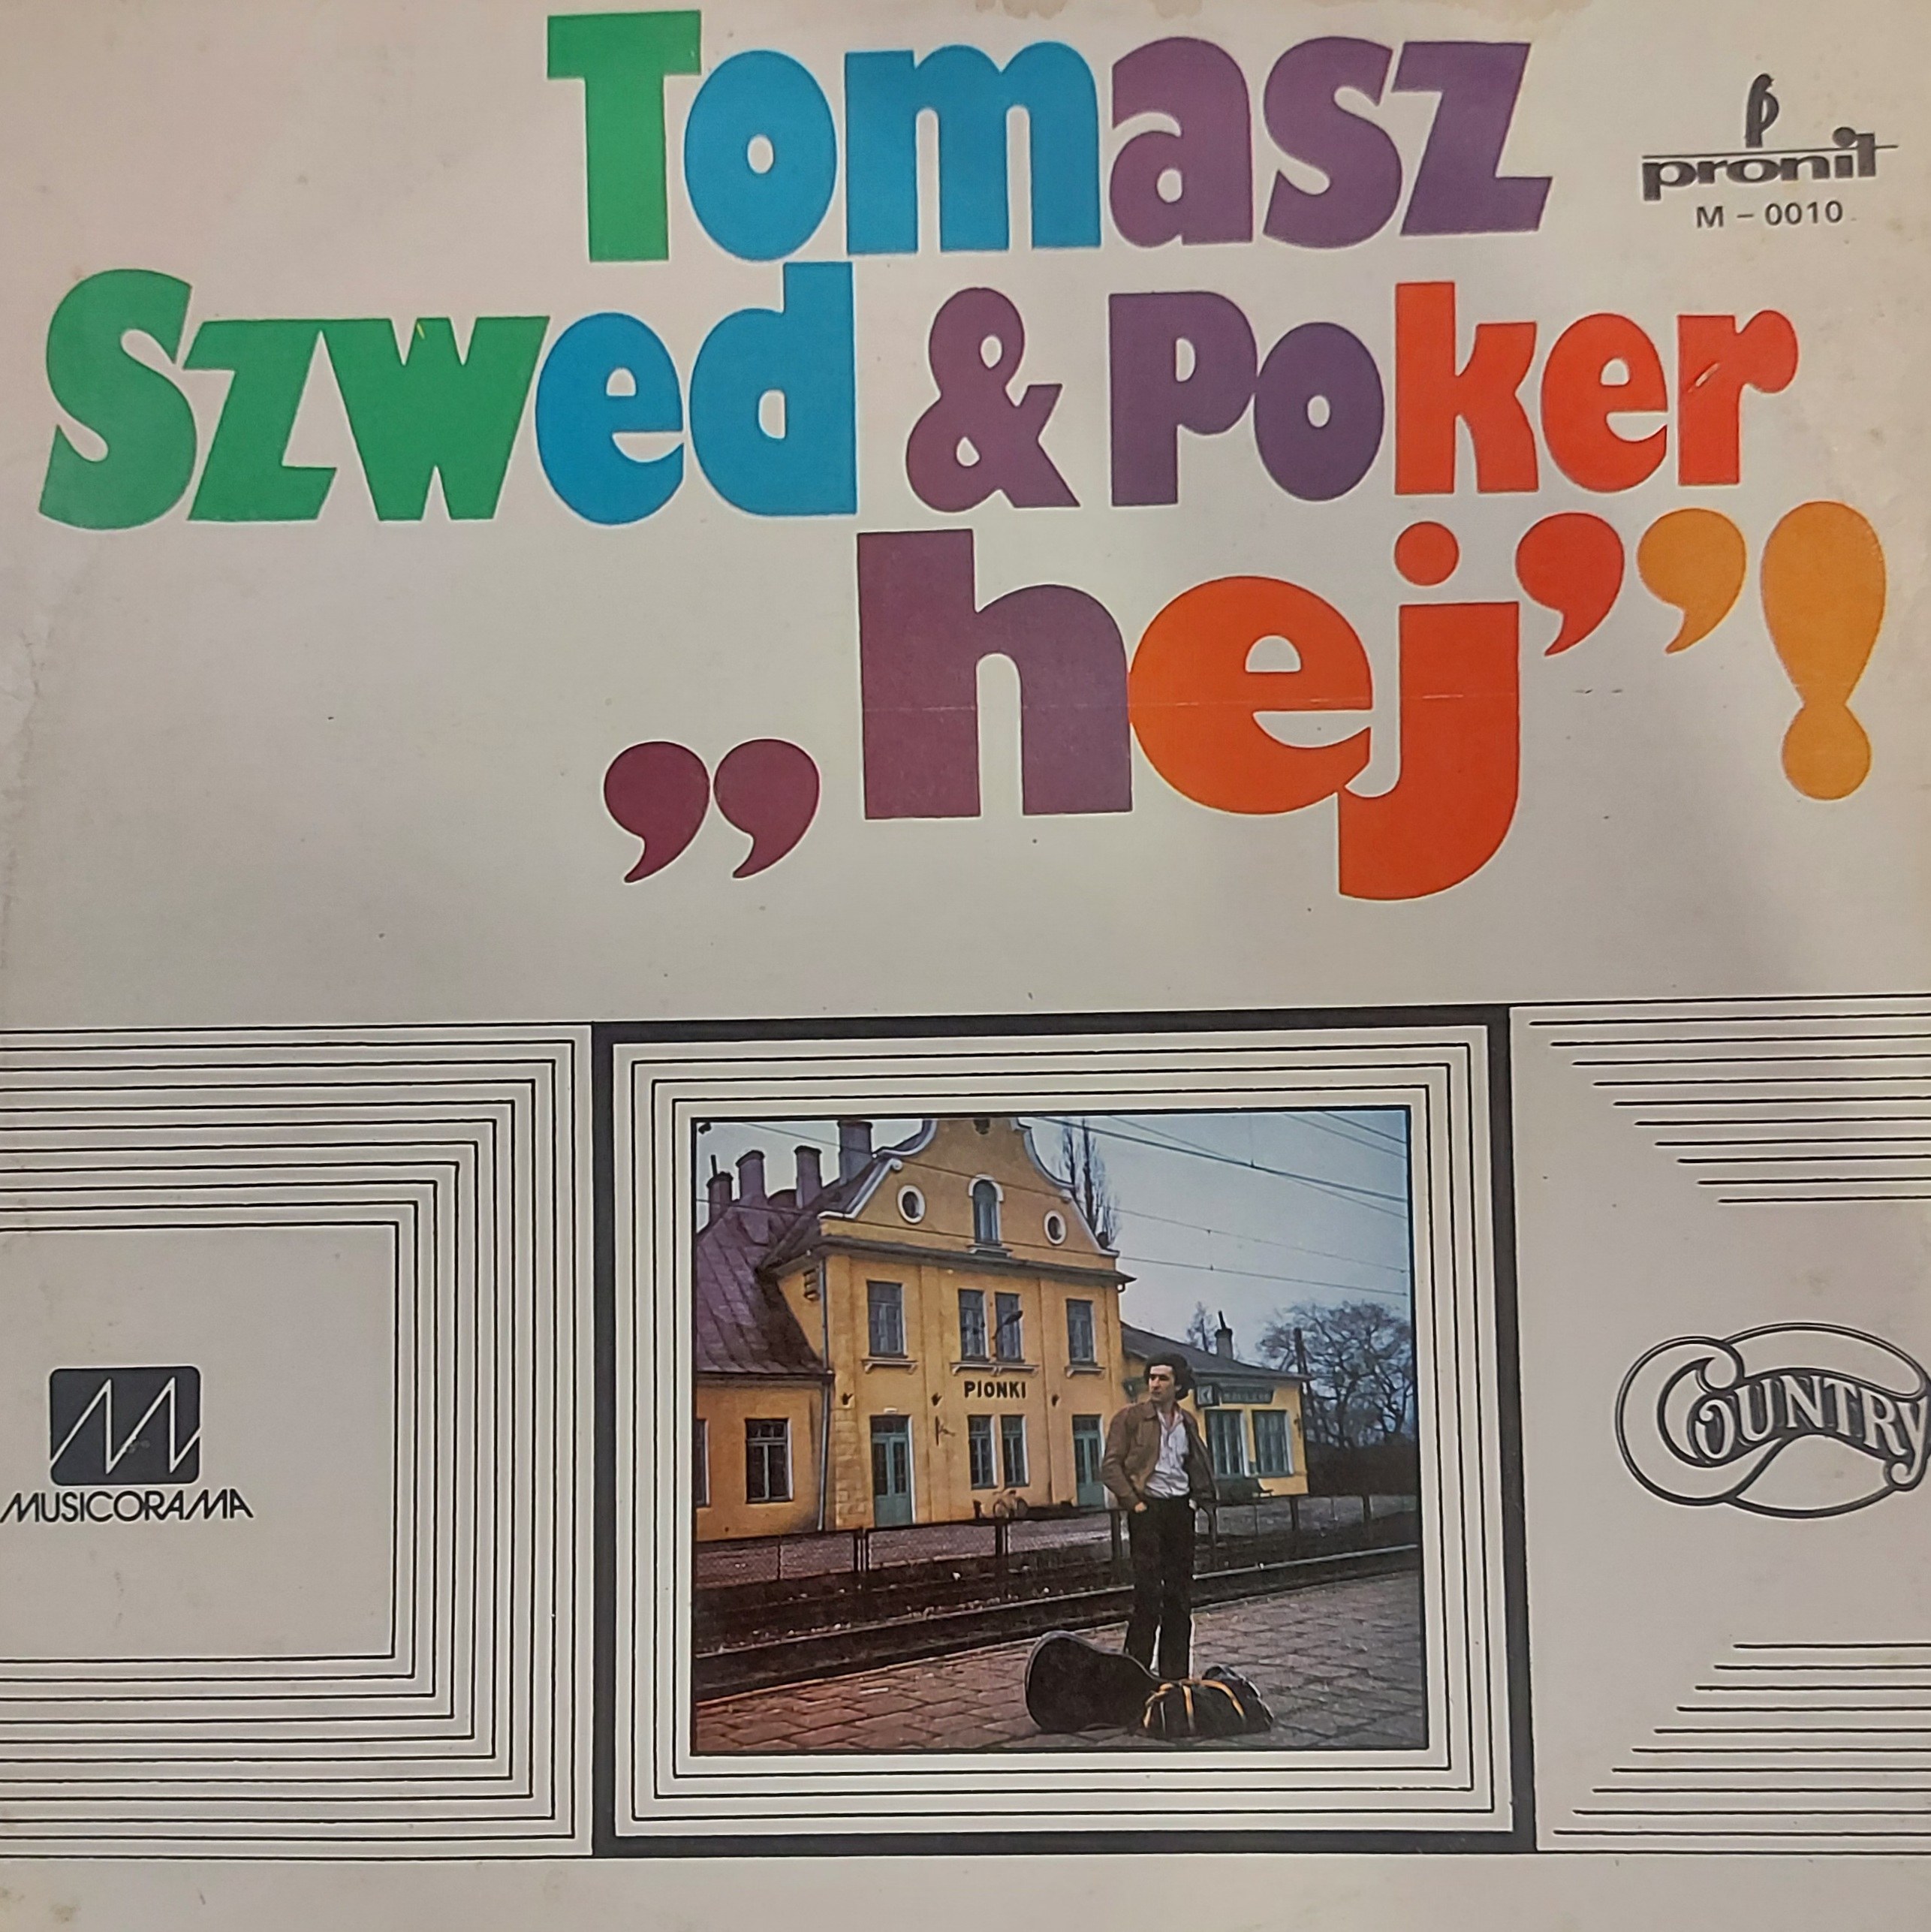 Tomasz
pronit
M – 0010
Szwed & Poker
„hej”!
PIONKI
MUSICORAMA
COUNTRY